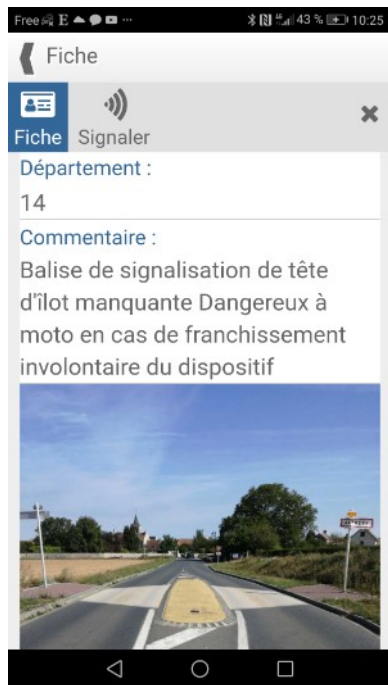 Free E ... 43 % 10:25
Fiche
Fiche Signaler
Département :
14
Commentaire :
Balise de signalisation de tête
d'îlot manquante Dangereux à
moto en cas de franchissement
involontaire du dispositif